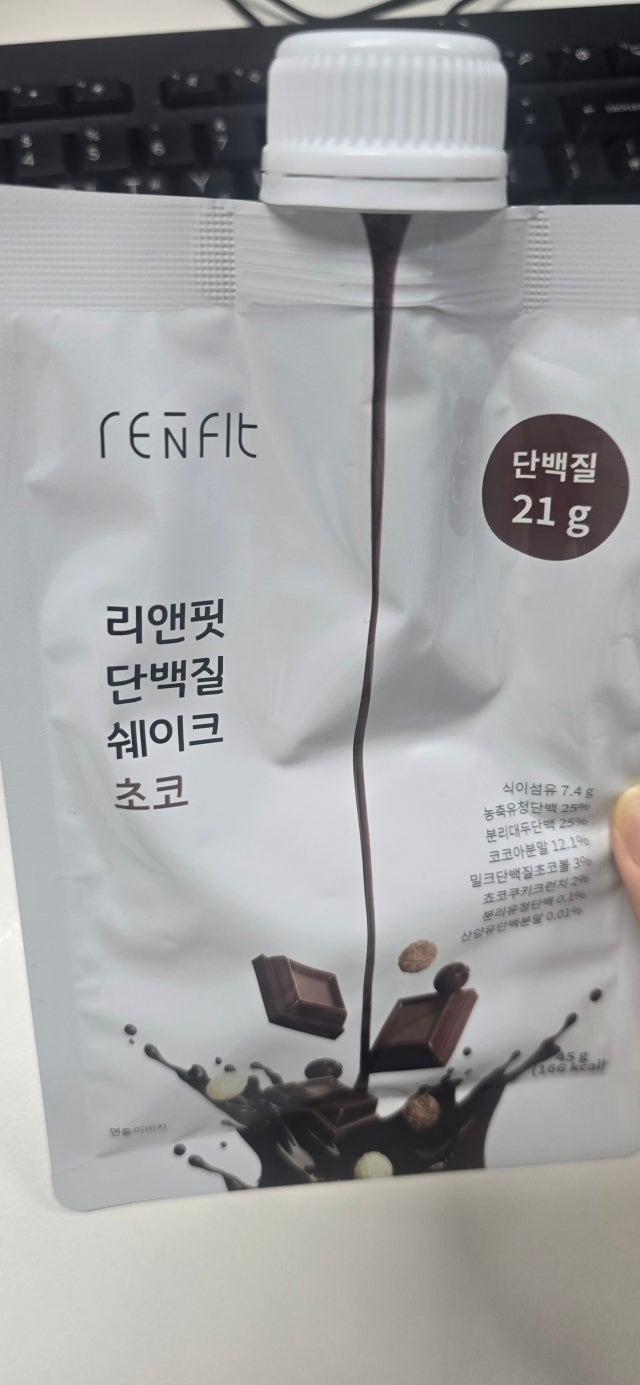 RENFIT
단백질
21 g
리앤핏
단백질
쉐이크
초코
식이섬유 7.4 g
농축유청단백 25%
분리대두단백 25%
코코아분말 12.1%
밀크단백질초코볼 3%
쵸코쿠키크런치 2%
분리유청단백 0.1%
산양유단백분말 0.01%
45 g
(166 kcal)
연출이미지